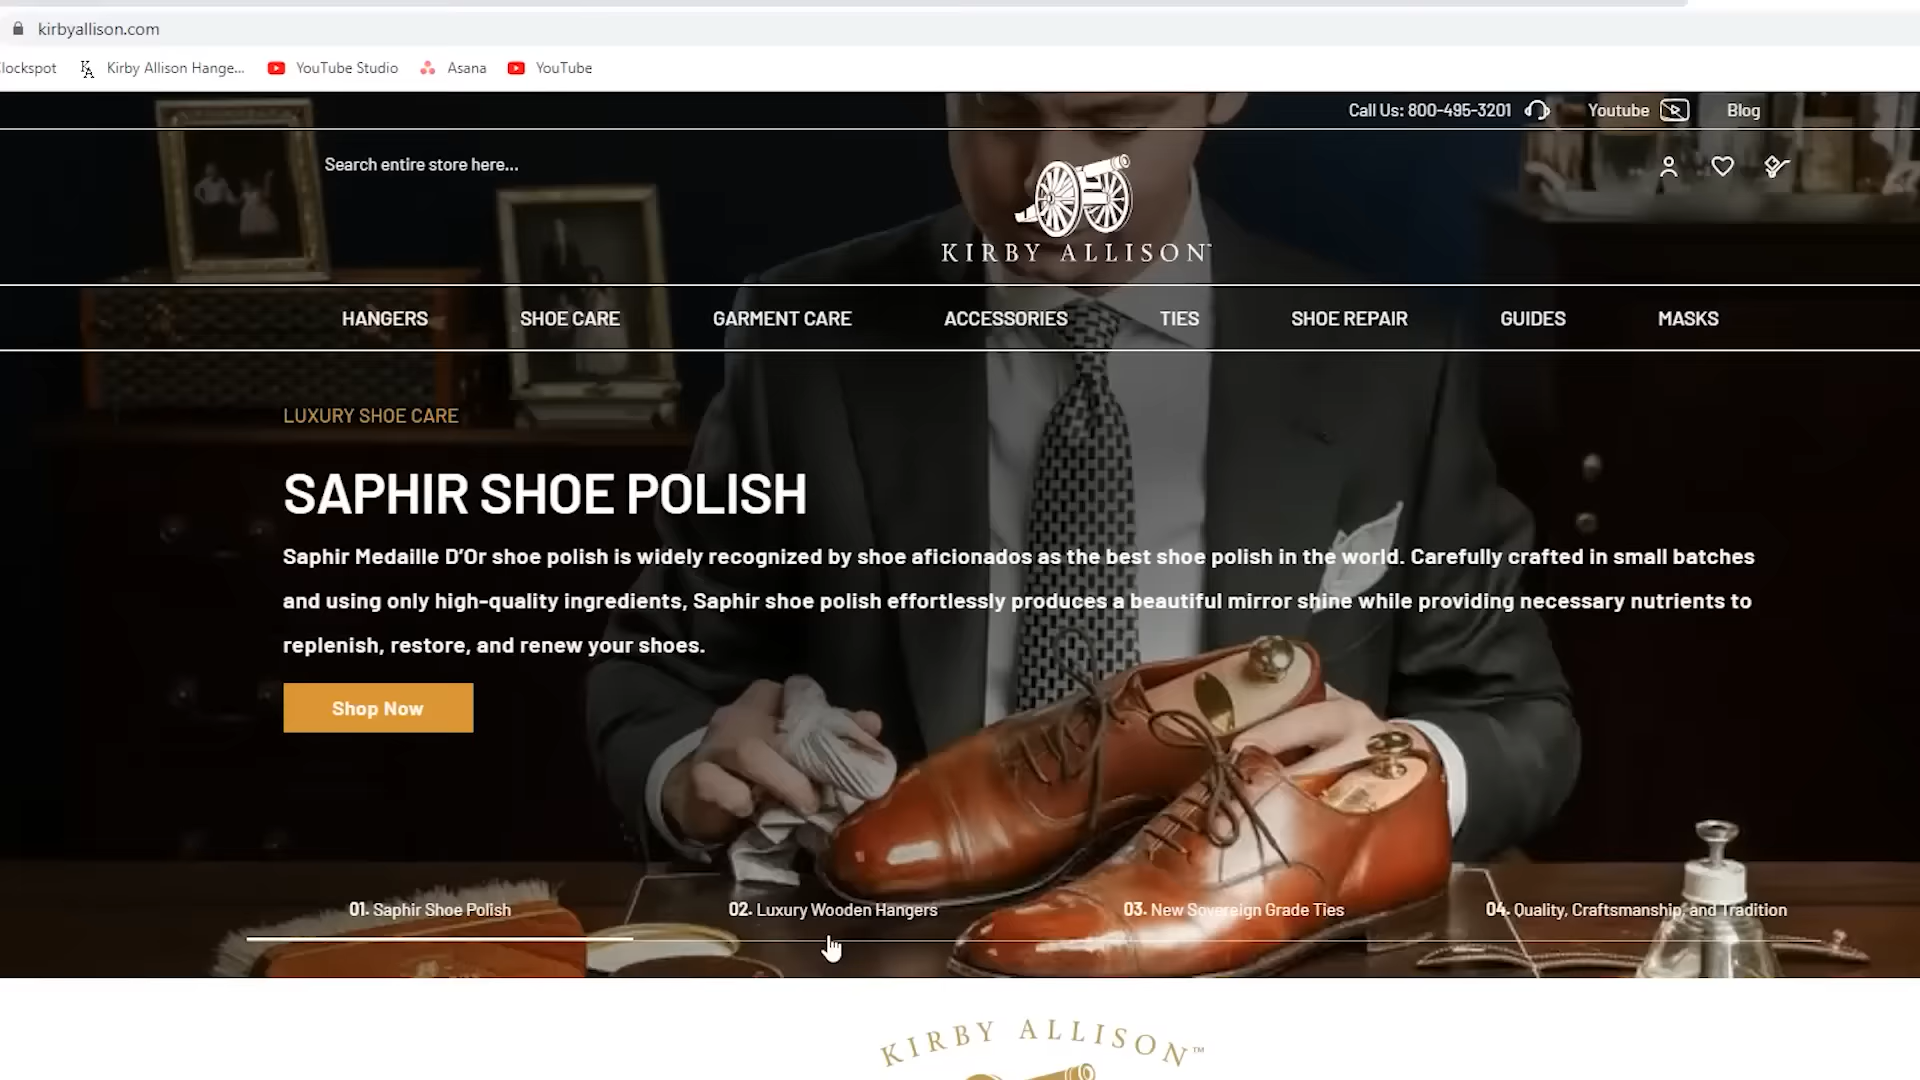 kirbyallison.com
lockspot
Kirby Allison Hange...
YouTube Studio
Asana
YouTube
Call Us: 800-495-3201
Youtube
Blog
Search entire store here...
KIRBY ALLISON™
HANGERS
SHOE CARE
GARMENT CARE
ACCESSORIES
TIES
SHOE REPAIR
GUIDES
MASKS
LUXURY SHOE CARE
SAPHIR SHOE POLISH
Saphir Medaille D’Or shoe polish is widely recognized by shoe aficionados as the best shoe polish in the world. Carefully crafted in small batches
and using only high-quality ingredients, Saphir shoe polish effortlessly produces a beautiful mirror shine while providing necessary nutrients to
replenish, restore, and renew your shoes.
Shop Now
01. Saphir Shoe Polish
02. Luxury Wooden Hangers
03. New Sovereign Grade Ties
04. Quality, Craftsmanship, and Tradition
KIRBY ALLISON™